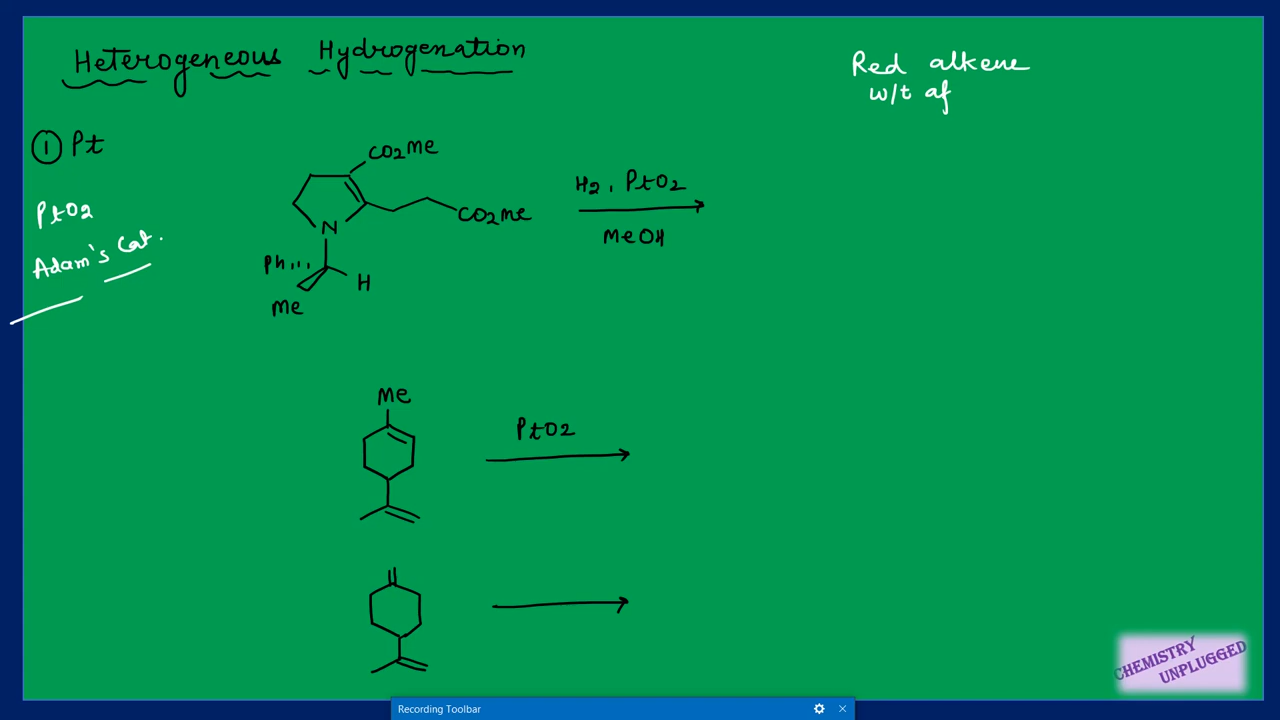 Heterogeneous Hydrogenation
Red alkene
w/t af
① Pt
PtO2
Adam's Cat.
CO2Me
CO2Me
N
Ph
H
Me
H2, PtO2
MeOH
Me
PtO2
CHEMISTRY
UNPLUGGED
Recording Toolbar